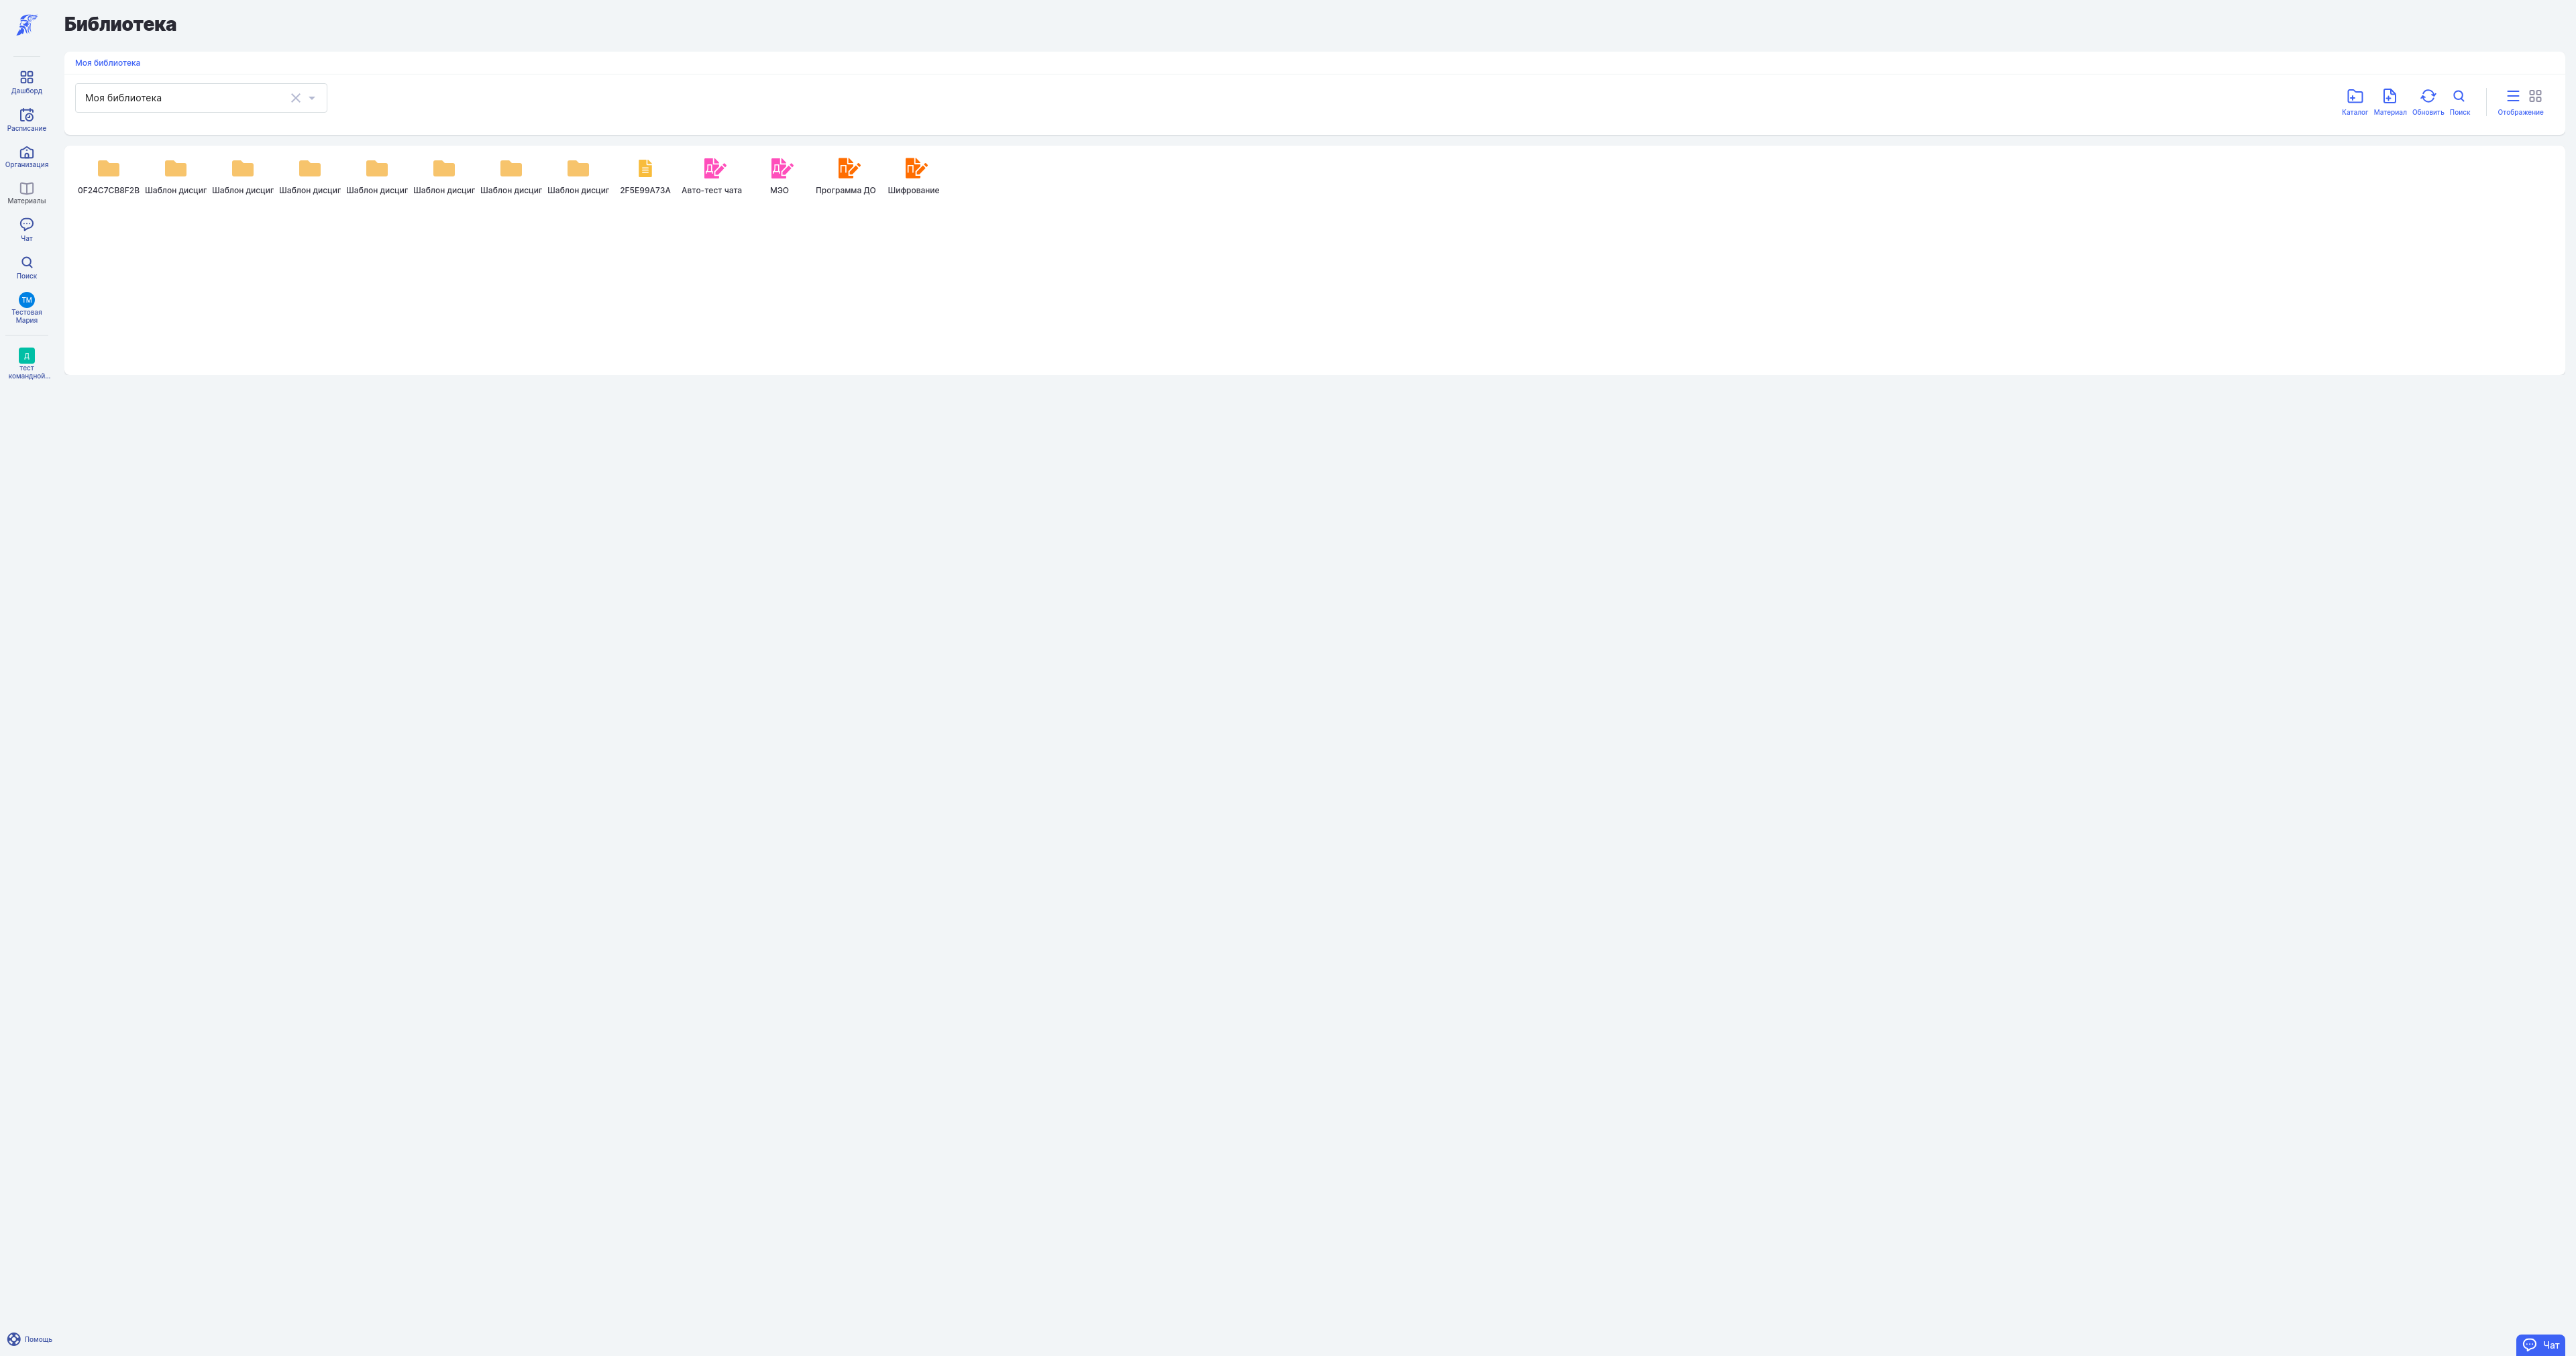 Библиотека
Моя библиотека
Моя библиотека
Каталог
Материал
Обновить
Поиск
Отображение
0F24C7CB8F2B
Шаблон дисциг
Шаблон дисциг
Шаблон дисциг
Шаблон дисциг
Шаблон дисциг
Шаблон дисциг
Шаблон дисциг
2F5E99A73A
Авто-тест чата
МЭО
Программа ДО
Шифрование
Дашборд
Расписание
Организация
Материалы
Чат
Поиск
ТМ
Тестовая
Мария
Д
тест
командной...
Помощь
Чат